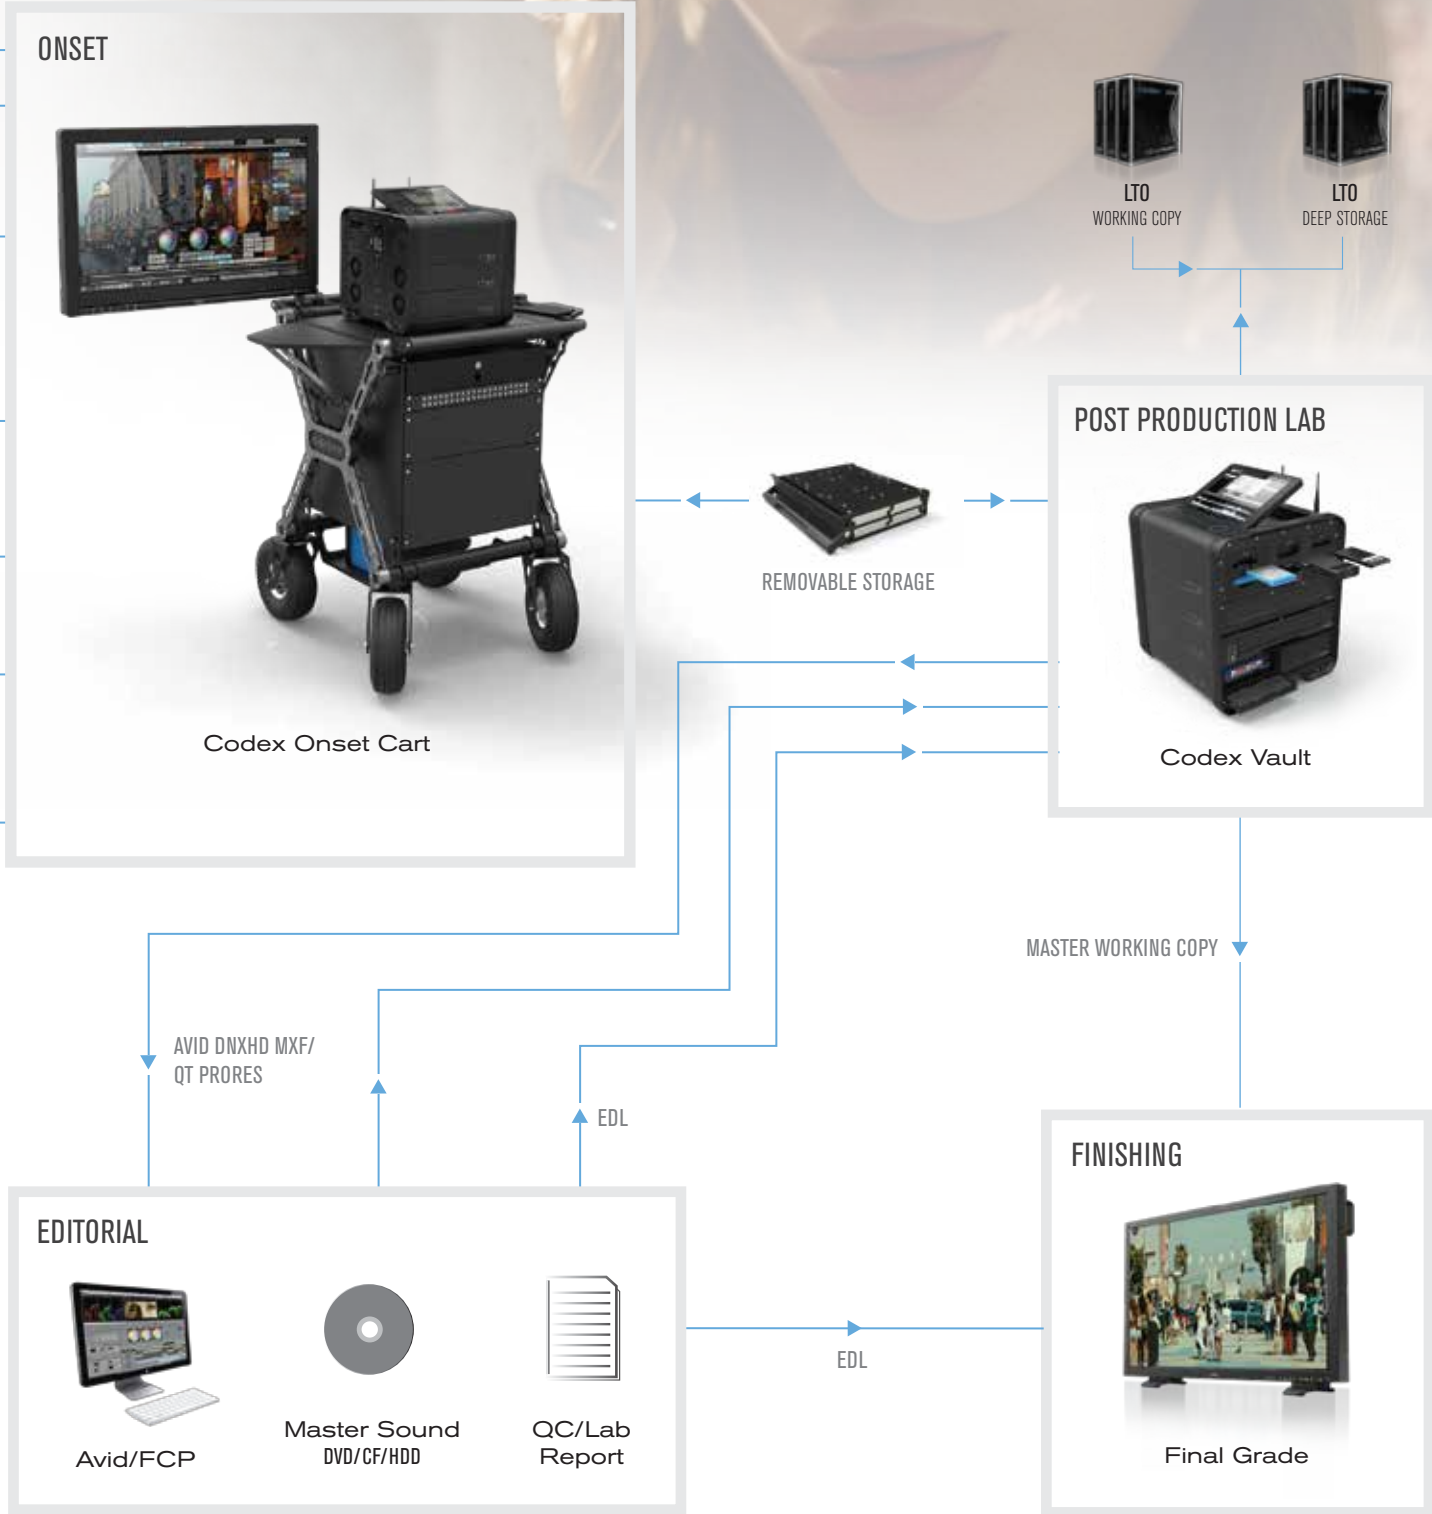 ONSET
LTO
WORKING COPY
LTO
DEEP STORAGE
POST PRODUCTION LAB
REMOVABLE STORAGE
Codex Onset Cart
Codex Vault
MASTER WORKING COPY
AVID DNXHD MXF/
QT PRORES
EDL
FINISHING
EDITORIAL
EDL
Master Sound
DVD/CF/HDD
QC/Lab
Report
Avid/FCP
Final Grade